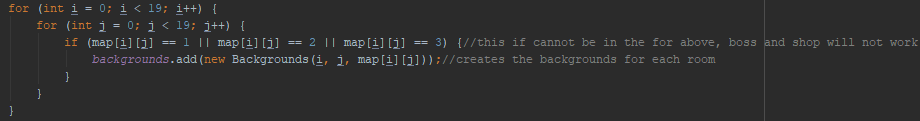 for (int i = 0; i < 19; i++) {
for (int j = 0; j < 19; j++) {
if (map[i][j] == 1 || map[i][j] == 2 || map[i][j] == 3) {//this if cannot be in the for above, boss and shop will not work
backgrounds.add(new Backgrounds(i, j, map[i][j]));//creates the backgrounds for each room
}
}
}